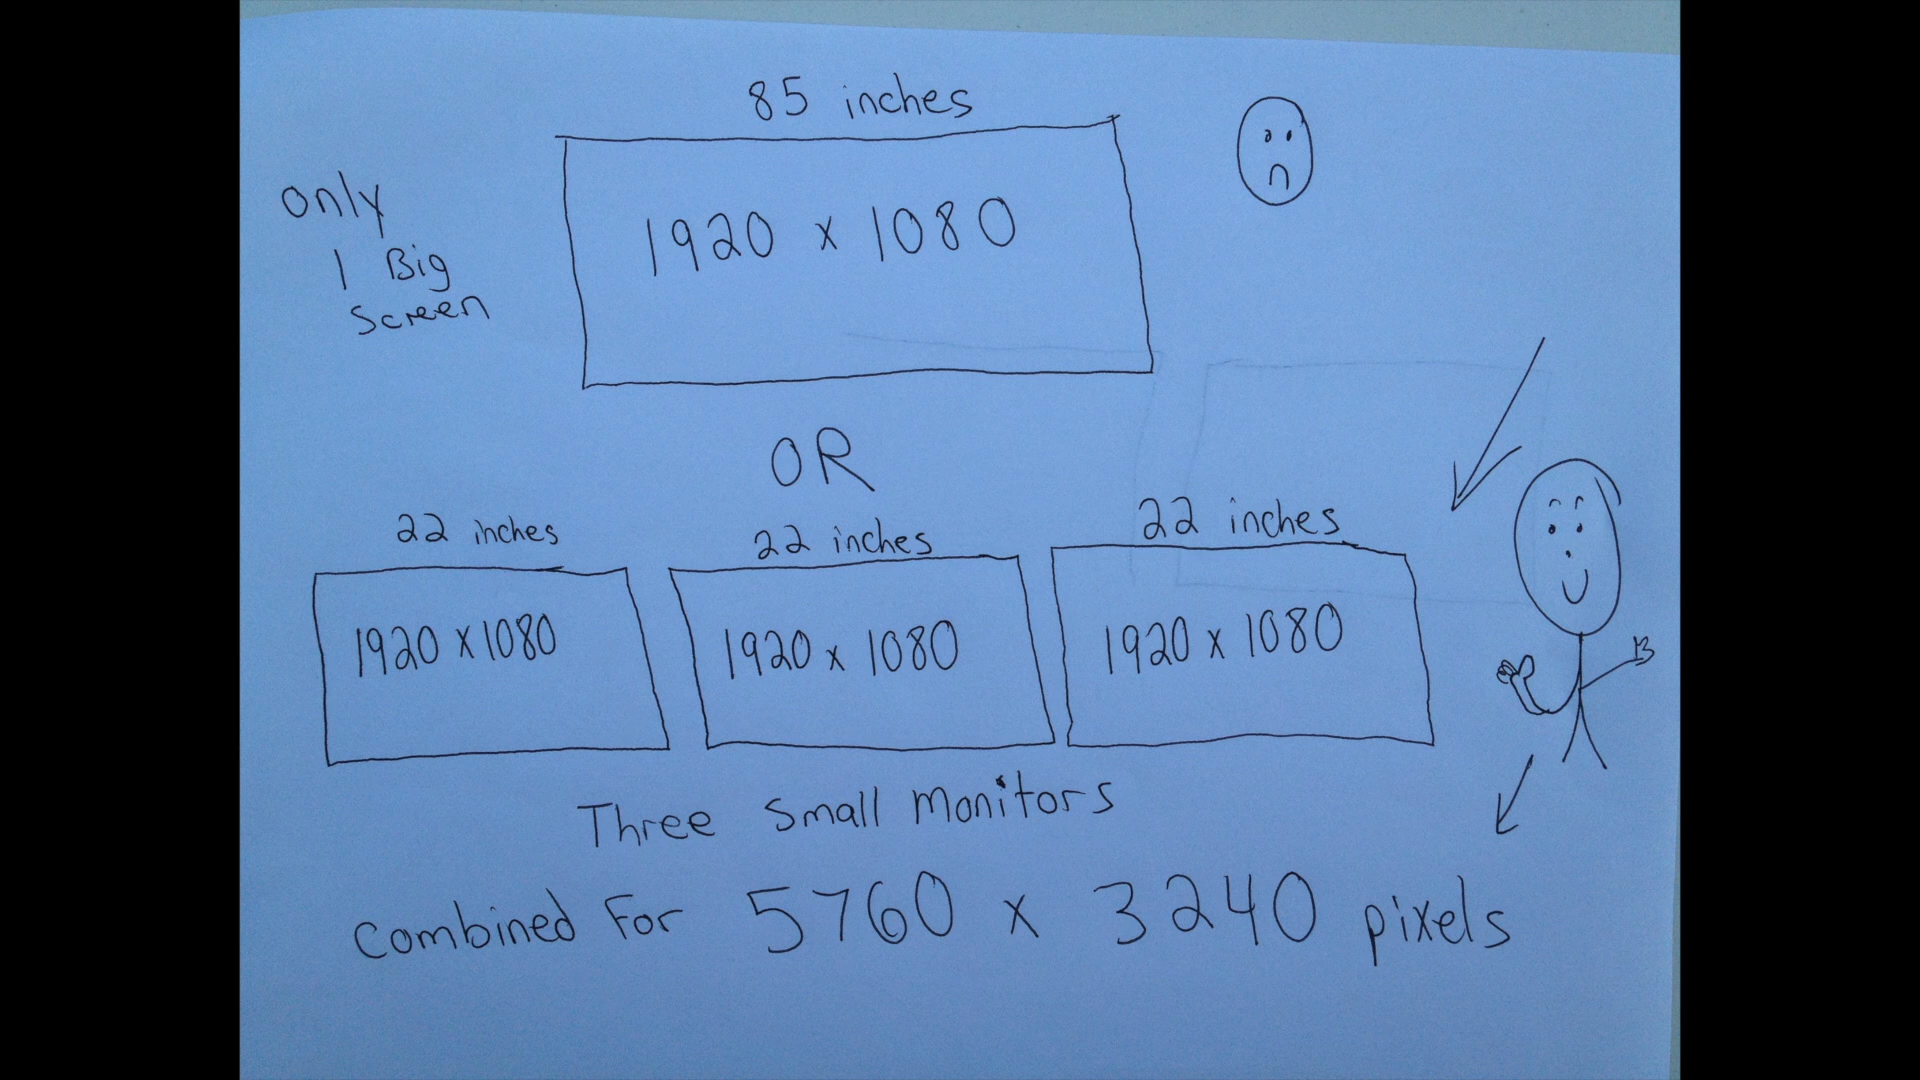 85 inches
only
1 Big
Screen
1920 x 1080
OR
22 inches
22 inches
22 inches
1920 x 1080
1920 x 1080
1920 x 1080
Three Small Monitors
Combined For 5760 x 3240 pixels